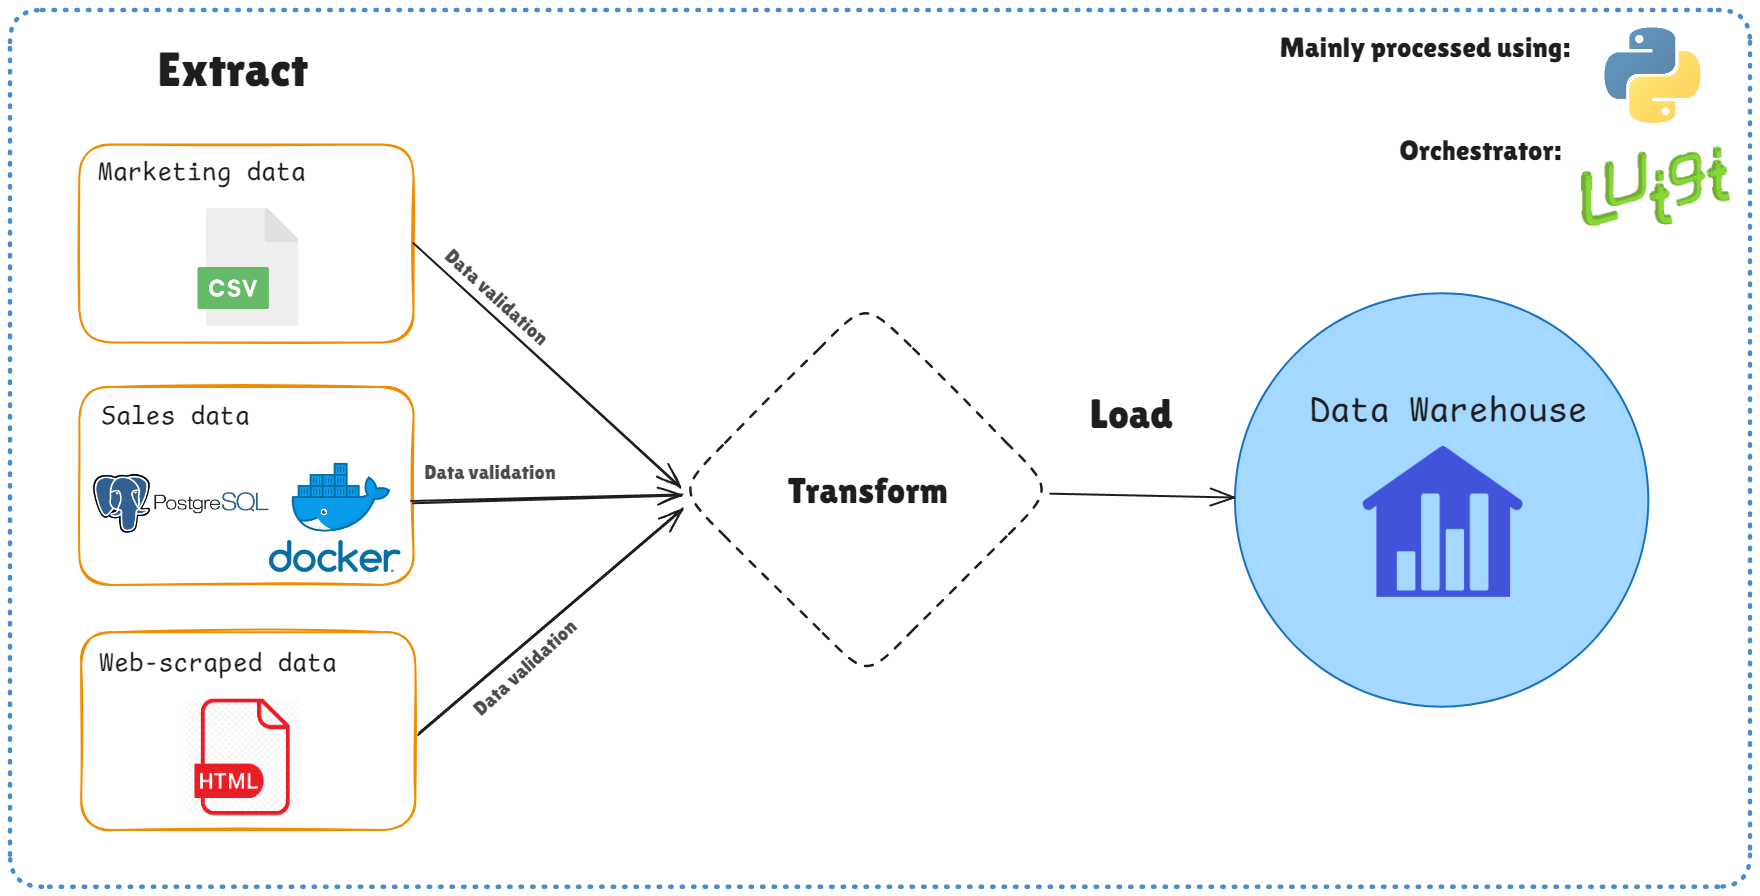 Extract
Mainly processed using:
Orchestrator:
Luigi
Marketing data
CSV
Data validation
Sales data
PostgreSQL
docker
Data validation
Web-scraped data
HTML
Data validation
Transform
Load
Data Warehouse